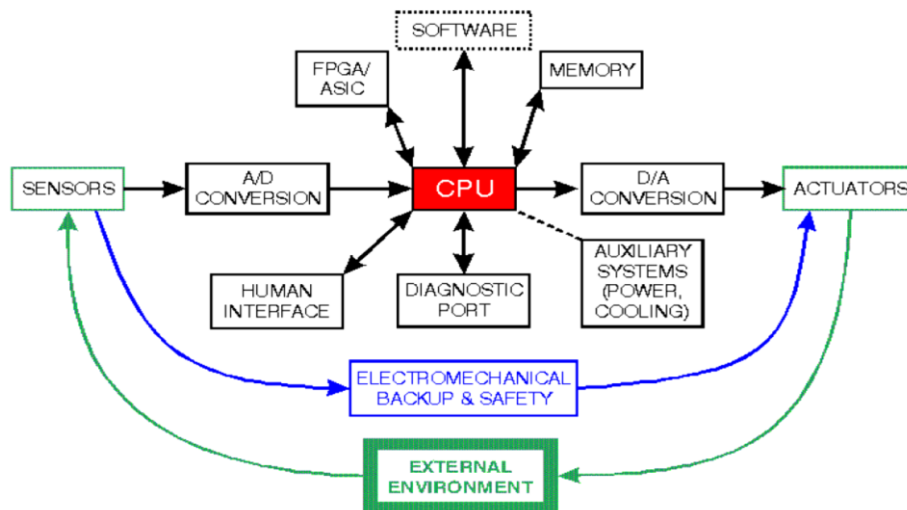 SOFTWARE
FPGA/
ASIC
MEMORY
SENSORS
A/D
CONVERSION
CPU
D/A
CONVERSION
ACTUATORS
HUMAN
INTERFACE
DIAGNOSTIC
PORT
AUXILIARY
SYSTEMS
(POWER,
COOLING)
ELECTROMECHANICAL
BACKUP & SAFETY
EXTERNAL
ENVIRONMENT